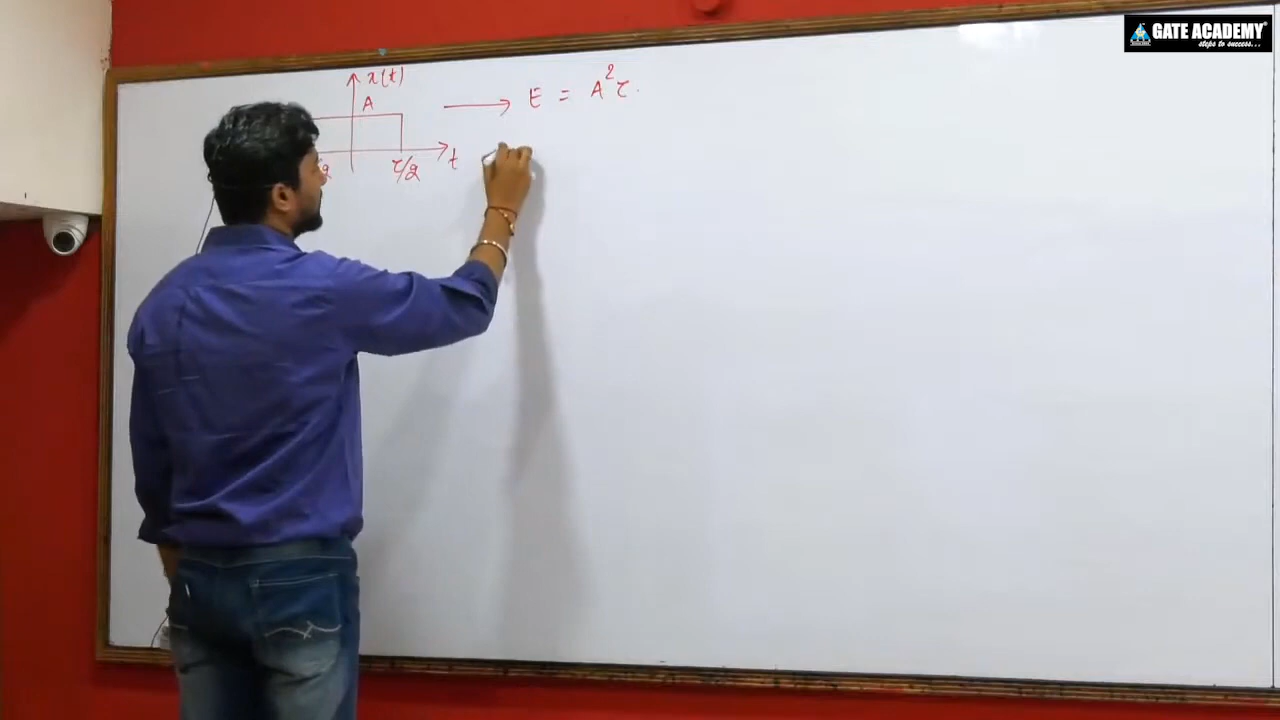 GATE ACADEMY
steps to success...
x(t)
A
E = A²τ.
τ/2
t